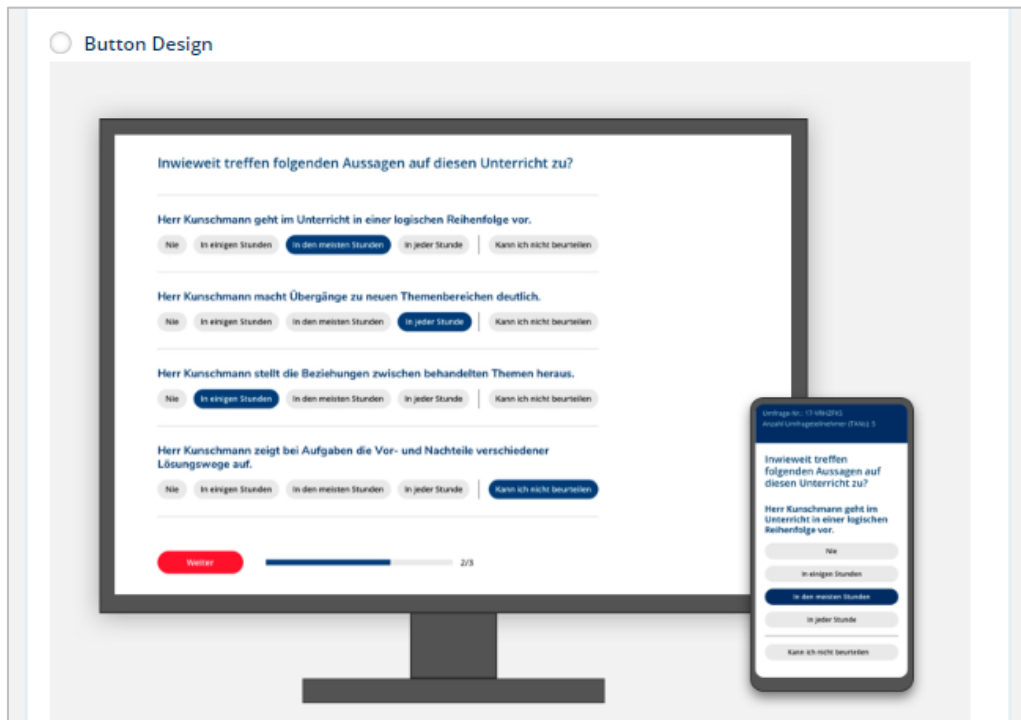 Button Design
Inwieweit treffen folgenden Aussagen auf diesen Unterricht zu?
Herr Kunschmann geht im Unterricht in einer logischen Reihenfolge vor.
Nie In einigen Stunden In den meisten Stunden In jeder Stunde Kann ich nicht beurteilen
Herr Kunschmann macht Übergänge zu neuen Themenbereichen deutlich.
Nie In einigen Stunden In den meisten Stunden In jeder Stunde Kann ich nicht beurteilen
Herr Kunschmann stellt die Beziehungen zwischen behandelten Themen heraus.
Nie In einigen Stunden In den meisten Stunden In jeder Stunde Kann ich nicht beurteilen
Herr Kunschmann zeigt bei Aufgaben die Vor- und Nachteile verschiedener
Lösungswege auf.
Nie In einigen Stunden In den meisten Stunden In jeder Stunde Kann ich nicht beurteilen
Weiter 2/3
Umfrage-Nr.:
Anzahl Umfrageteilnehmer (TANs): 5
Inwieweit treffen
folgenden Aussagen auf
diesen Unterricht zu?
Herr Kunschmann geht im
Unterricht in einer logischen
Reihenfolge vor.
Nie
In einigen Stunden
In den meisten Stunden
In jeder Stunde
Kann ich nicht beurteilen